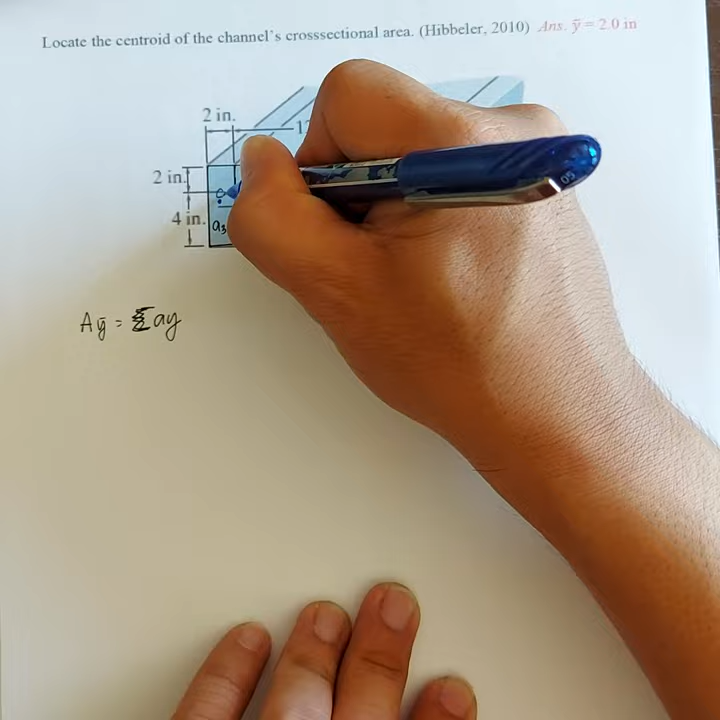 Locate the centroid of the channel's crosssectional area. (Hibbeler, 2010) Ans. ȳ = 2.0 in
2 in.
2 in.
4 in.
a₃
Aȳ = Σay
05